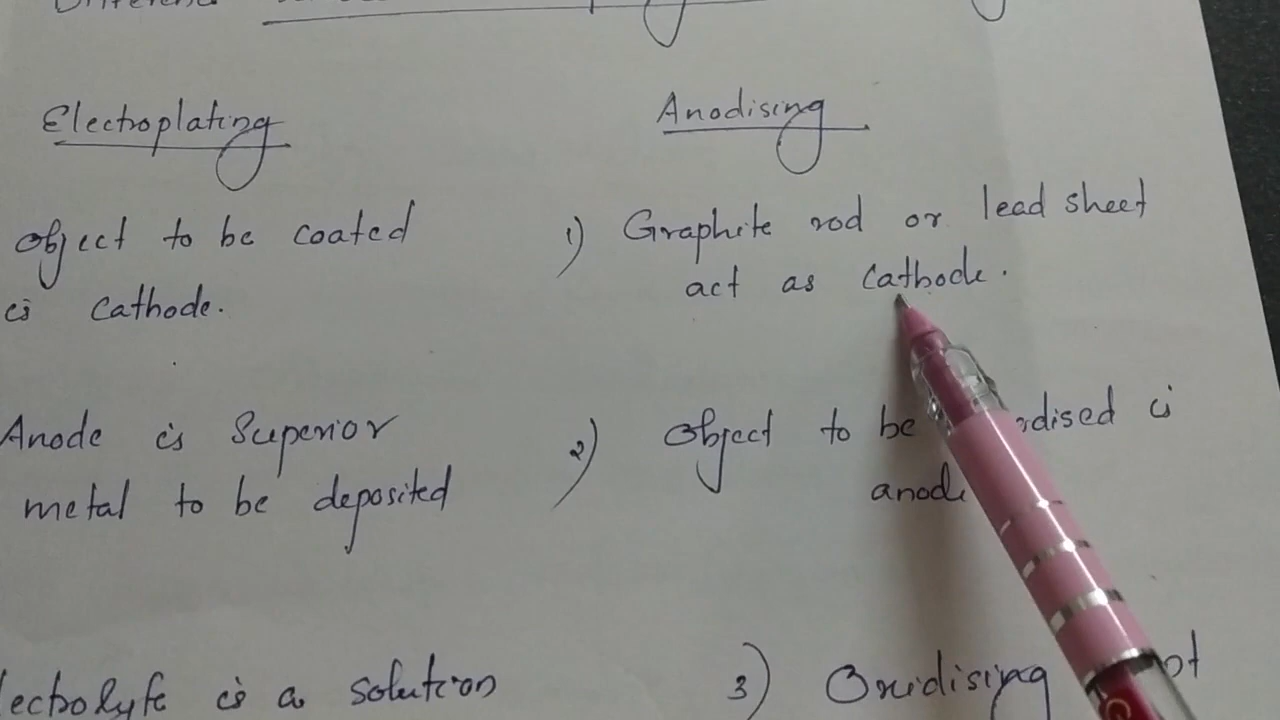 Electroplating
Anodising
object to be coated
is cathode.
1) Graphite rod or lead sheet
act as cathode.
Anode is Superior
metal to be deposited
2) Object to be
is
is a solution
3) Oxidising